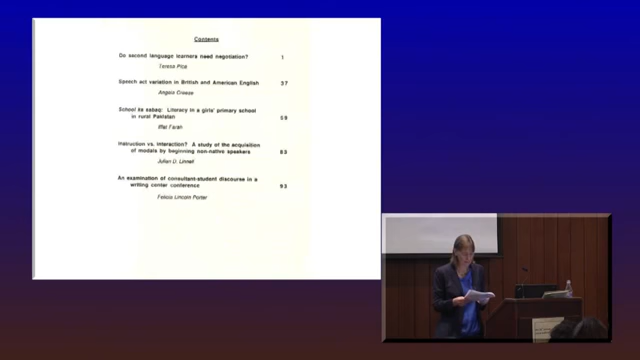 Contents
Do second language learners need negotiation? 1
Teresa Pica
Speech act variation in British and American English 37
Angela Creese
School ka sabaq: Literacy in a girls' primary school
in rural Pakistan
Iffat Farah
Instruction vs. interaction? A study of the acquisition
of modals by beginning non-native speakers 83
Julian D. Linnell
An examination of consultant-student discourse in a
writing center conference 93
Felicia Lincoln Porter